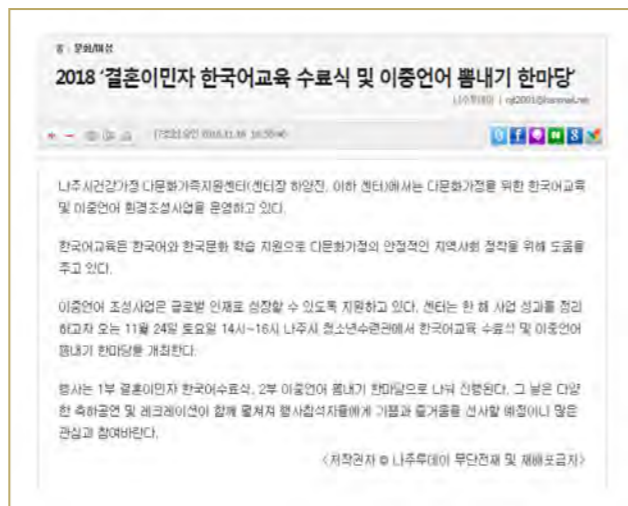 홈 > 문화/여성
2018 '결혼이민자 한국어교육 수료식 및 이중언어 뽐내기 한마당'
나주투데이 |
나주시건강가정 다문화가족지원센터(센터장 하양진, 이하 센터)에서는 다문화가정을 위한 한국어교육
및 이중언어 환경조성사업을 운영하고 있다.
한국어교육은 한국어와 한국문화 학습 지원으로 다문화가정의 안정적인 지역사회 정착을 위해 도움을
주고 있다.
이중언어 조성사업은 글로벌 인재로 성장할 수 있도록 지원하고 있다. 센터는 한 해 사업 성과를 정리
하고자 오는 11월 24일 토요일 14시~16시 나주시 청소년수련관에서 한국어교육 수료식 및 이중언어
뽐내기 한마당을 개최한다.
행사는 1부 결혼이민자 한국어수료식, 2부 이중언어 뽐내기 한마당으로 나눠 진행된다. 그 날은 다양
한 축하공연 및 레크레이션이 함께 펼쳐져 행사참석자들에게 기쁨과 즐거움을 선사할 예정이니 많은
관심과 참여바란다.
<저작권자 © 나주투데이 무단전재 및 재배포금지>